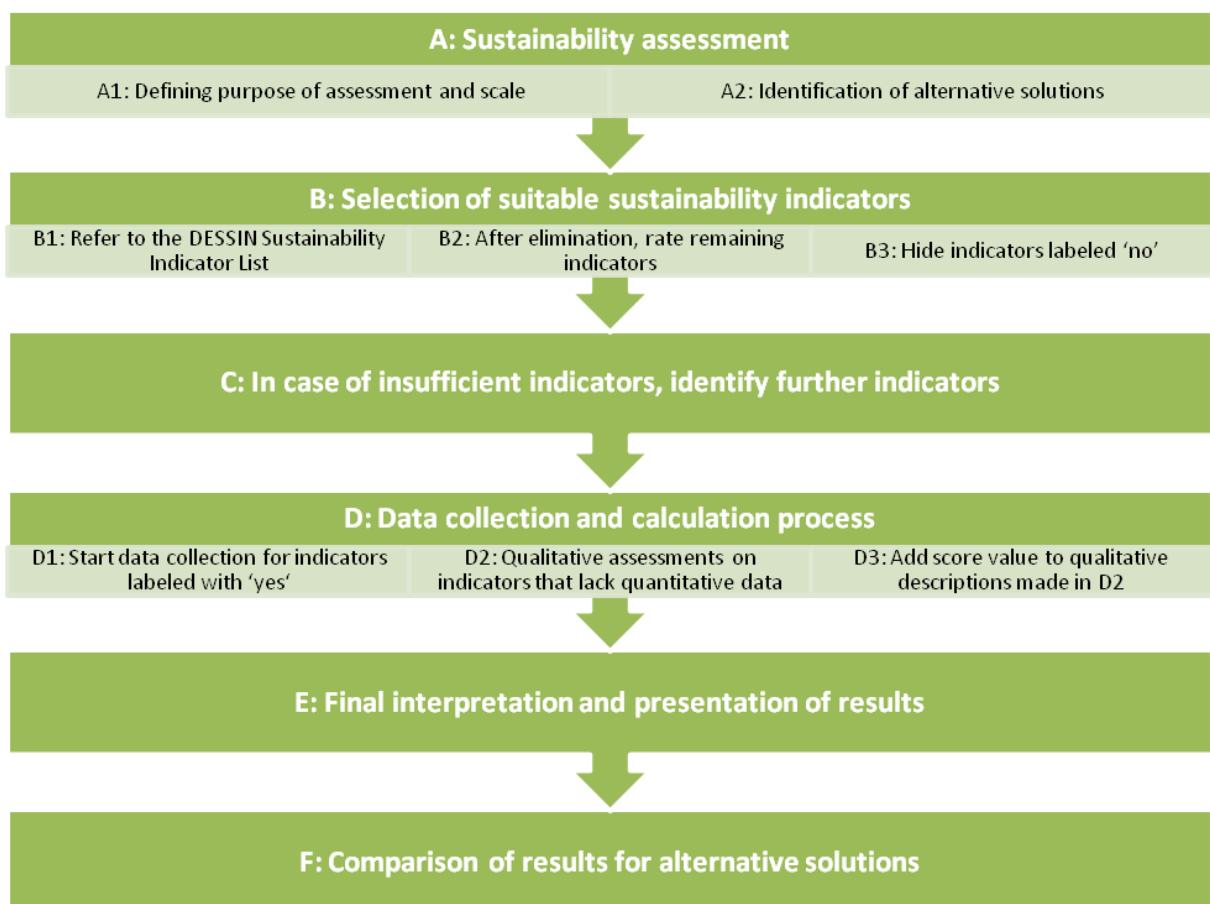 A: Sustainability assessment
A1: Defining purpose of assessment and scale
A2: Identification of alternative solutions
B: Selection of suitable sustainability indicators
B1: Refer to the DESSIN Sustainability
Indicator List
B2: After elimination, rate remaining
indicators
B3: Hide indicators labeled ‘no’
C: In case of insufficient indicators, identify further indicators
D: Data collection and calculation process
D1: Start data collection for indicators
labeled with ‘yes‘
D2: Qualitative assessments on
indicators that lack quantitative data
D3: Add score value to qualitative
descriptions made in D2
E: Final interpretation and presentation of results
F: Comparison of results for alternative solutions